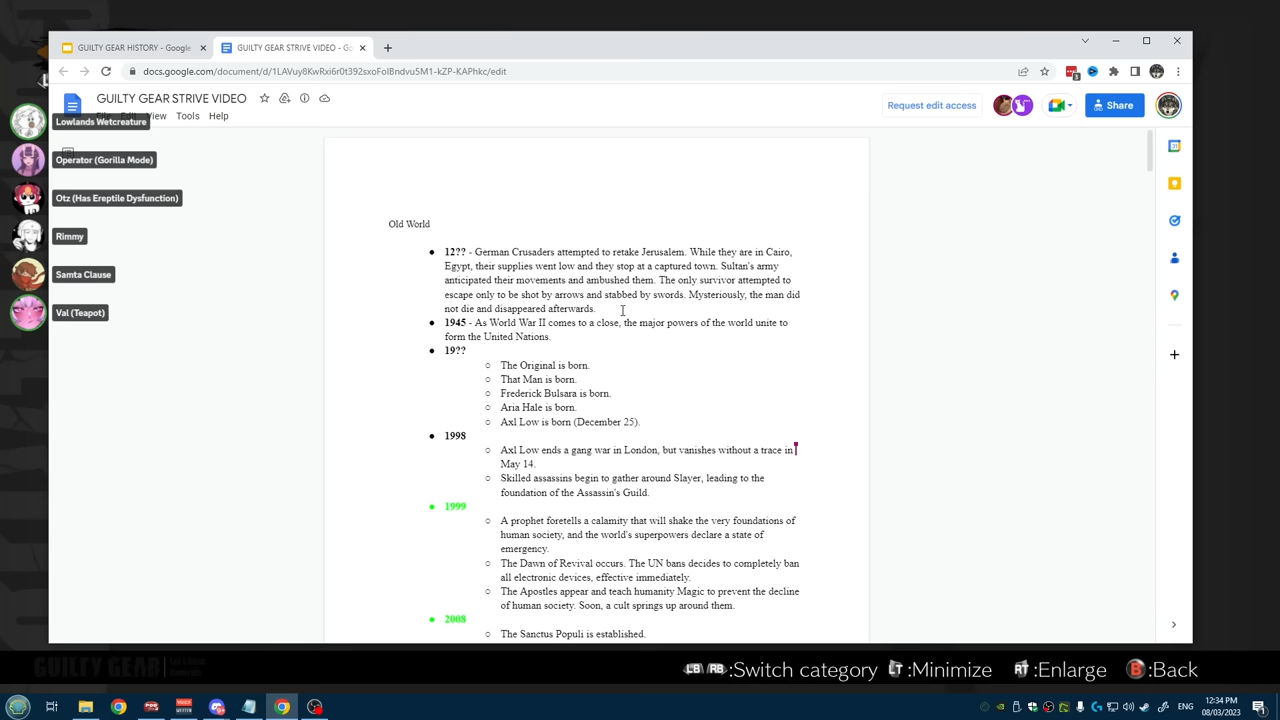 GUILTY GEAR HISTORY - Google
GUILTY GEAR STRIVE VIDEO - Go
GUILTY GEAR STRIVE VIDEO
View
Tools
Help
Request edit access
Share
Lowlands Wetcreature
Operator (Gorilla Mode)
Otz (Has Ereptile Dysfunction)
Rimmy
Samta Clause
Val (Teapot)
Old World
12?? - German Crusaders attempted to retake Jerusalem. While they are in Cairo,
Egypt, their supplies went low and they stop at a captured town. Sultan's army
anticipated their movements and ambushed them. The only survivor attempted to
escape only to be shot by arrows and stabbed by swords. Mysteriously, the man did
not die and disappeared afterwards.
1945 - As World War II comes to a close, the major powers of the world unite to
form the United Nations.
19??
The Original is born.
That Man is born.
Frederick Bulsara is born.
Aria Hale is born.
Axl Low is born (December 25).
1998
Axl Low ends a gang war in London, but vanishes without a trace in
May 14.
Skilled assassins begin to gather around Slayer, leading to the
foundation of the Assassin's Guild.
1999
A prophet foretells a calamity that will shake the very foundations of
human society, and the world's superpowers declare a state of
emergency.
The Dawn of Revival occurs. The UN bans decides to completely ban
all electronic devices, effective immediately.
The Apostles appear and teach humanity Magic to prevent the decline
of human society. Soon, a cult springs up around them.
2008
The Sanctus Populi is established.
GUILTY GEAR
LB/RB:Switch category LT:Minimize RT:Enlarge B:Back
ENG
12:34 PM
08/03/2023